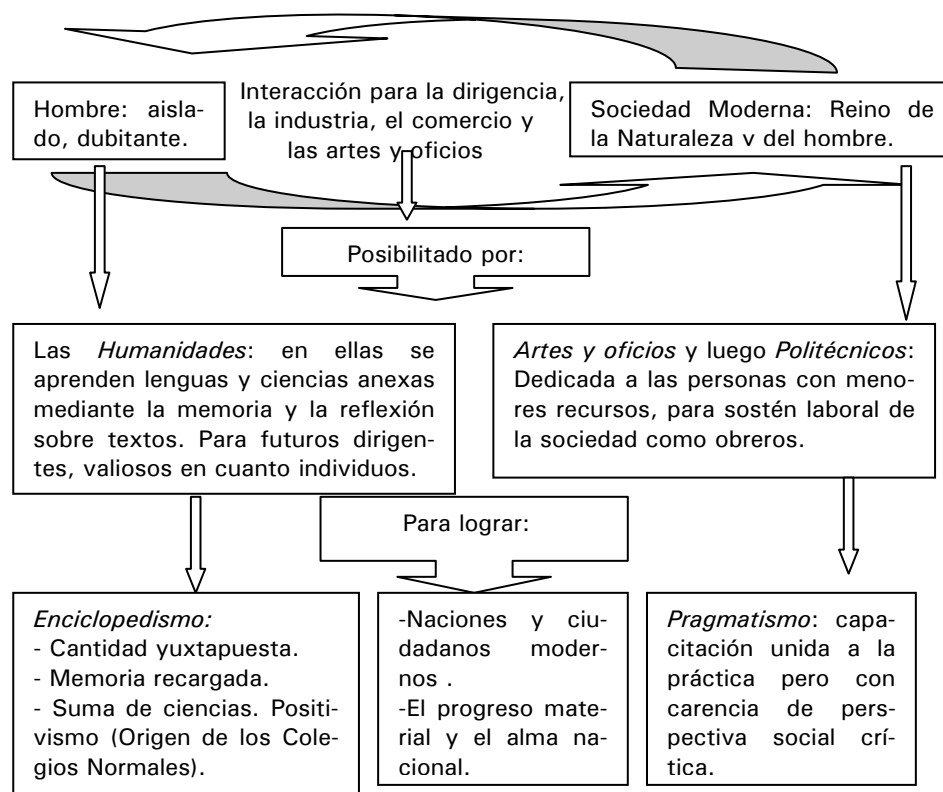 Hombre: aisla-
do, dubitante.
Interacción para la dirigencia,
la industria, el comercio y
las artes y oficios
Sociedad Moderna: Reino de
la Naturaleza v del hombre.
Posibilitado por:
Las Humanidades: en ellas se
aprenden lenguas y ciencias anexas
mediante la memoria y la reflexión
sobre textos. Para futuros dirigen-
tes, valiosos en cuanto individuos.
Artes y oficios y luego Politécnicos:
Dedicada a las personas con meno-
res recursos, para sostén laboral de
la sociedad como obreros.
Para lograr:
Enciclopedismo:
- Cantidad yuxtapuesta.
- Memoria recargada.
- Suma de ciencias. Positi-
vismo (Origen de los Cole-
gios Normales).
-Naciones y ciu-
dadanos moder-
nos .
-El progreso mate-
rial y el alma na-
cional.
Pragmatismo: capa-
citación unida a la
práctica pero con
carencia de pers-
pectiva social crí-
tica.